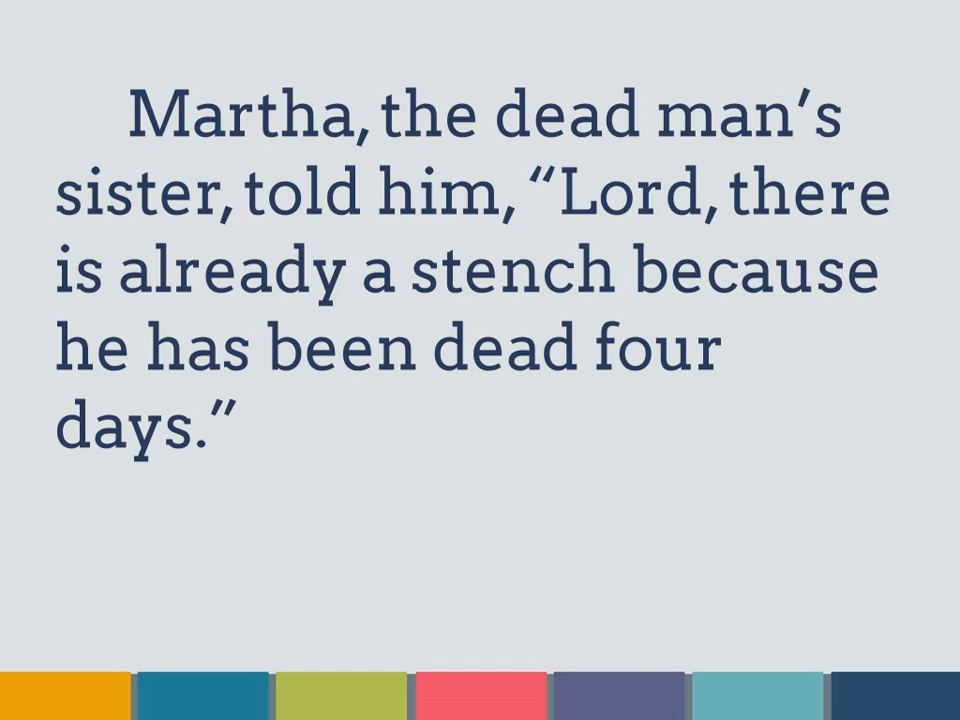 Martha, the dead man’s
sister, told him, “Lord, there
is already a stench because
he has been dead four
days.”